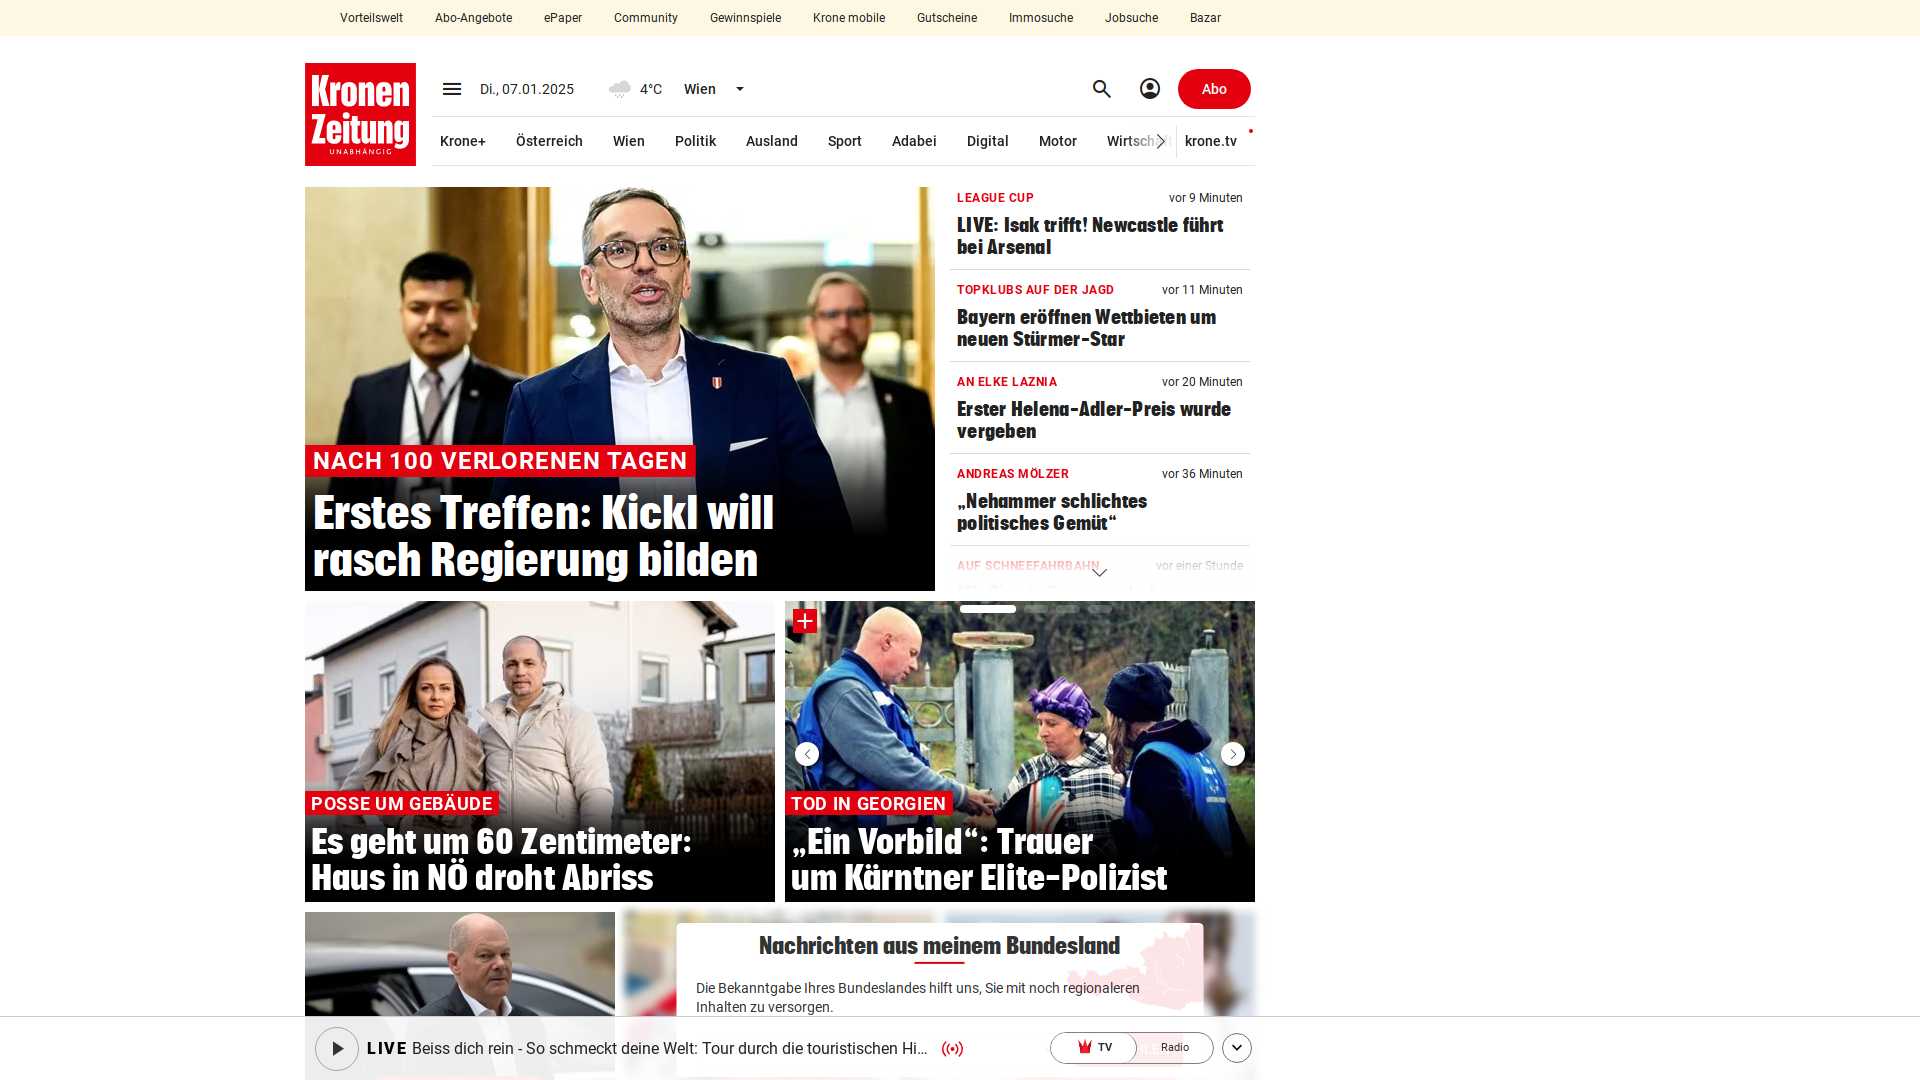 Vorteilswelt Abo-Angebote ePaper Community Gewinnspiele Krone mobile Gutscheine Immosuche Jobsuche Bazar
Kronen
Zeitung
UNABHÄNGIG
Di., 07.01.2025 4°C Wien Abo
Krone+ Österreich Wien Politik Ausland Sport Adabei Digital Motor Wirtschaft krone.tv
NACH 100 VERLORENEN TAGEN
Erstes Treffen: Kickl will
rasch Regierung bilden
LEAGUE CUP vor 9 Minuten
LIVE: Isak trifft! Newcastle führt
bei Arsenal
TOPKLUBS AUF DER JAGD vor 11 Minuten
Bayern eröffnen Wettbieten um
neuen Stürmer-Star
AN ELKE LAZNIA vor 20 Minuten
Erster Helena-Adler-Preis wurde
vergeben
ANDREAS MÖLZER vor 36 Minuten
„Nehammer schlichtes
politisches Gemüt“
AUF SCHNEEFAHRBAHN vor einer Stunde
POSSE UM GEBÄUDE
Es geht um 60 Zentimeter:
Haus in NÖ droht Abriss
TOD IN GEORGIEN
„Ein Vorbild“: Trauer
um Kärntner Elite-Polizist
Nachrichten aus meinem Bundesland
Die Bekanntgabe Ihres Bundeslandes hilft uns, Sie mit noch regionaleren
Inhalten zu versorgen.
LIVE Beiss dich rein - So schmeckt deine Welt: Tour durch die touristischen Hi... TV Radio